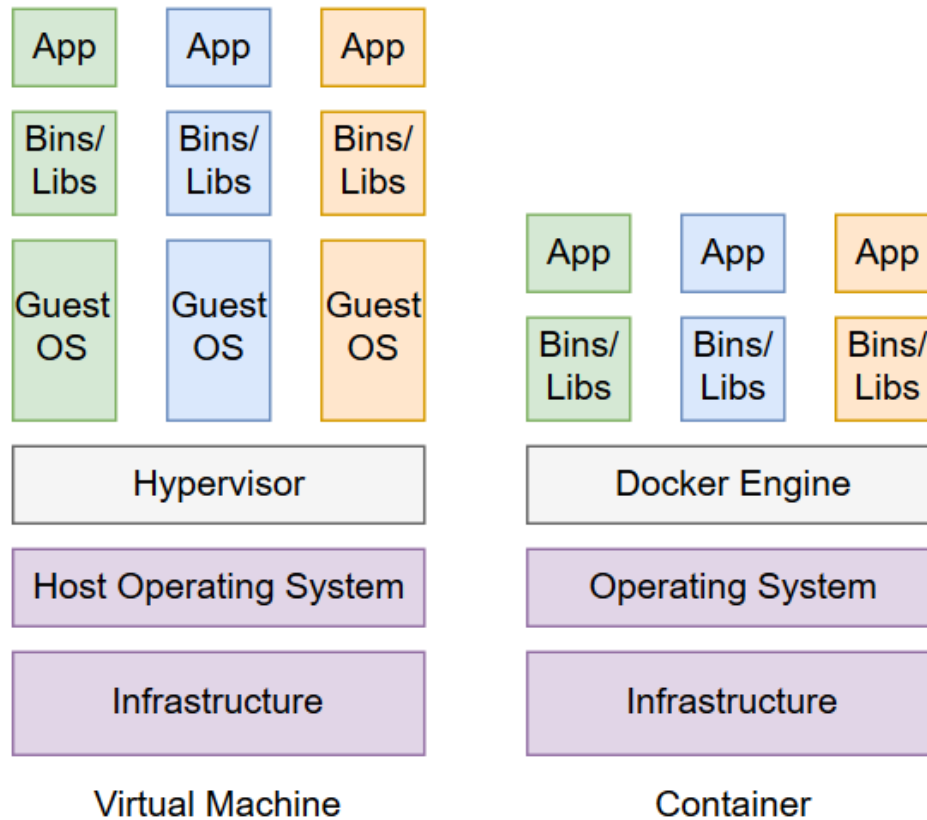 App
App
App
Bins/
Libs
Bins/
Libs
Bins/
Libs
Guest
OS
Guest
OS
Guest
OS
Hypervisor
Host Operating System
Infrastructure
Virtual Machine
App
App
App
Bins/
Libs
Bins/
Libs
Bins/
Libs
Docker Engine
Operating System
Infrastructure
Container